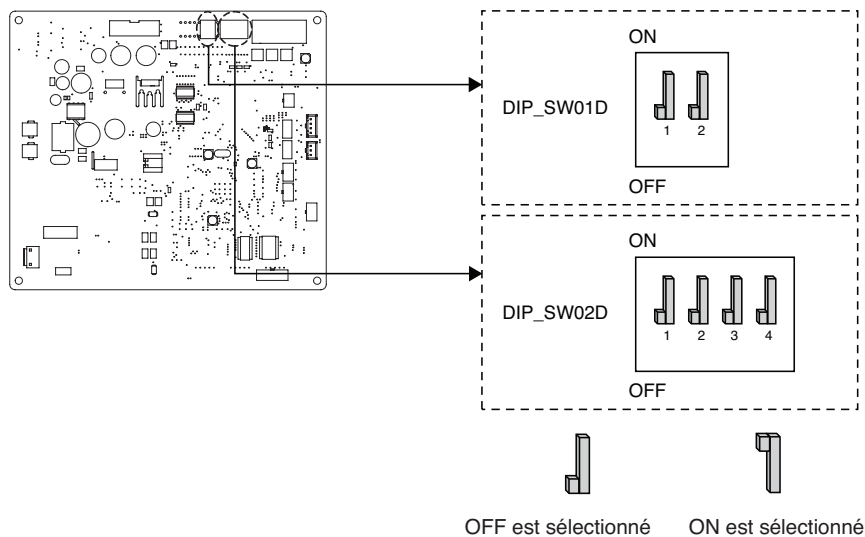 ON
DIP_SW01D
1 2
OFF
ON
DIP_SW02D
1 2 3 4
OFF
OFF est sélectionné
ON est sélectionné